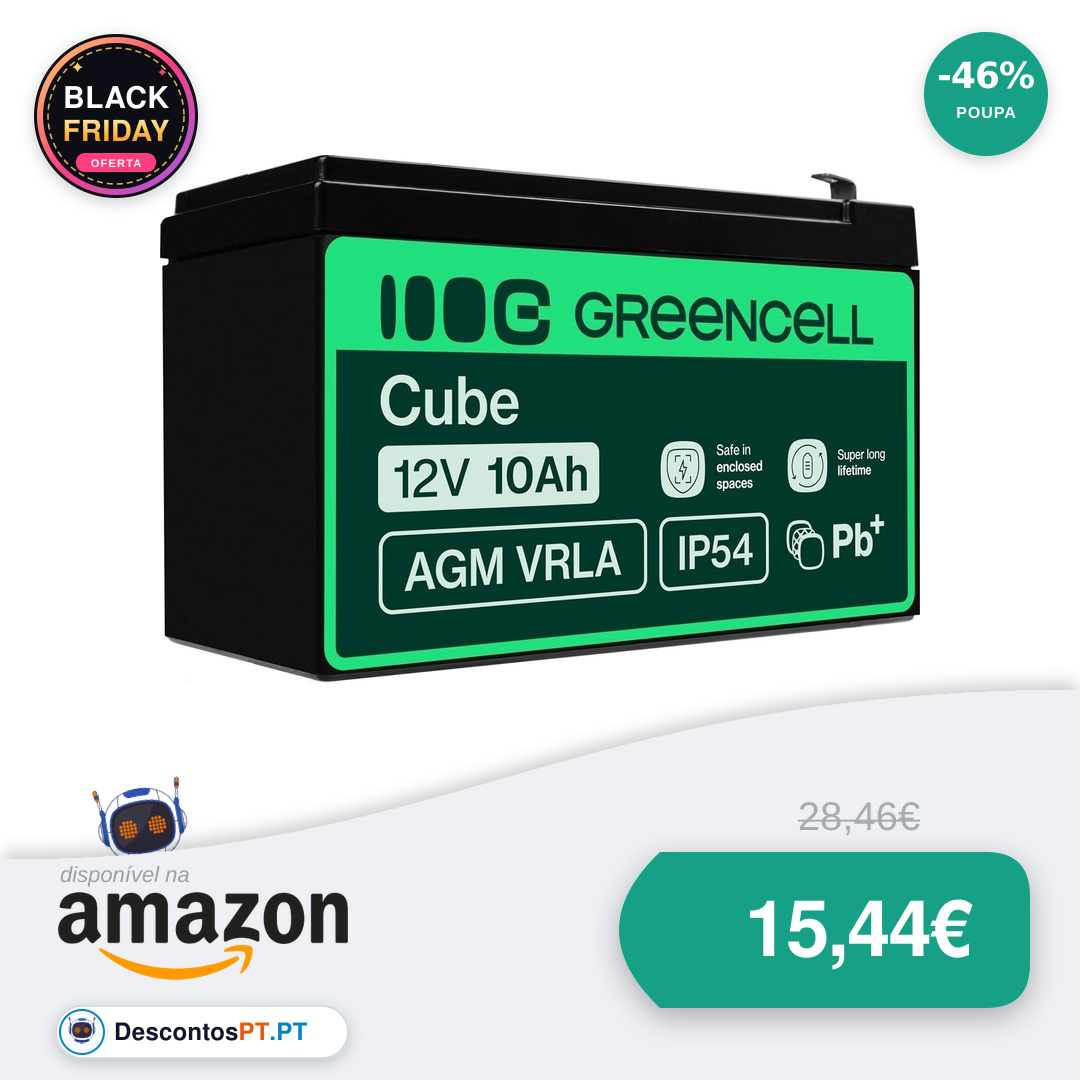 BLACK
FRIDAY
OFERTA
-46%
POUPA
GREENCELL
Cube
12V 10Ah
Safe in
enclosed
spaces
Super long
lifetime
AGM VRLA
IP54
Pb+
28,46€
15,44€
disponível na
amazon
DescontosPT.PT